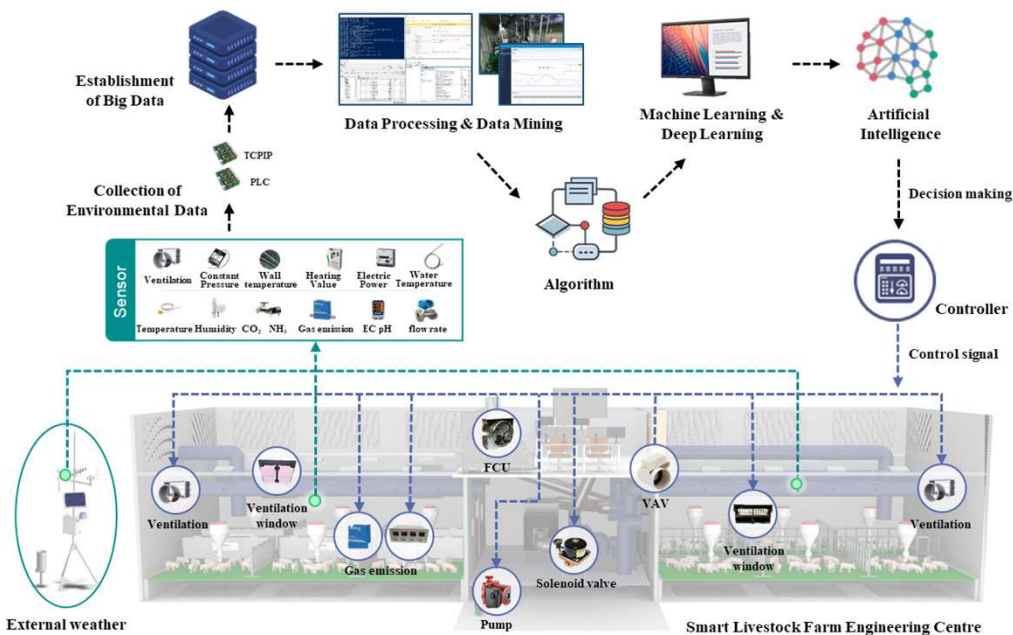 Establishment
of Big Data
Data Processing & Data Mining
Machine Learning &
Deep Learning
Artificial
Intelligence
TCPIP
PLC
Collection of
Environmental Data
Decision making
Algorithm
Sensor
Ventilation
Constant
Pressure
Wall
temperature
Heating
Value
Electric
Power
Water
Temperature
Temperature
Humidity
CO₂ NH₃
Gas emission
EC pH
flow rate
Controller
Control signal
FCU
VAV
Ventilation
Ventilation
window
Gas emission
Solenoid valve
Ventilation
window
Ventilation
Pump
External weather
Smart Livestock Farm Engineering Centre